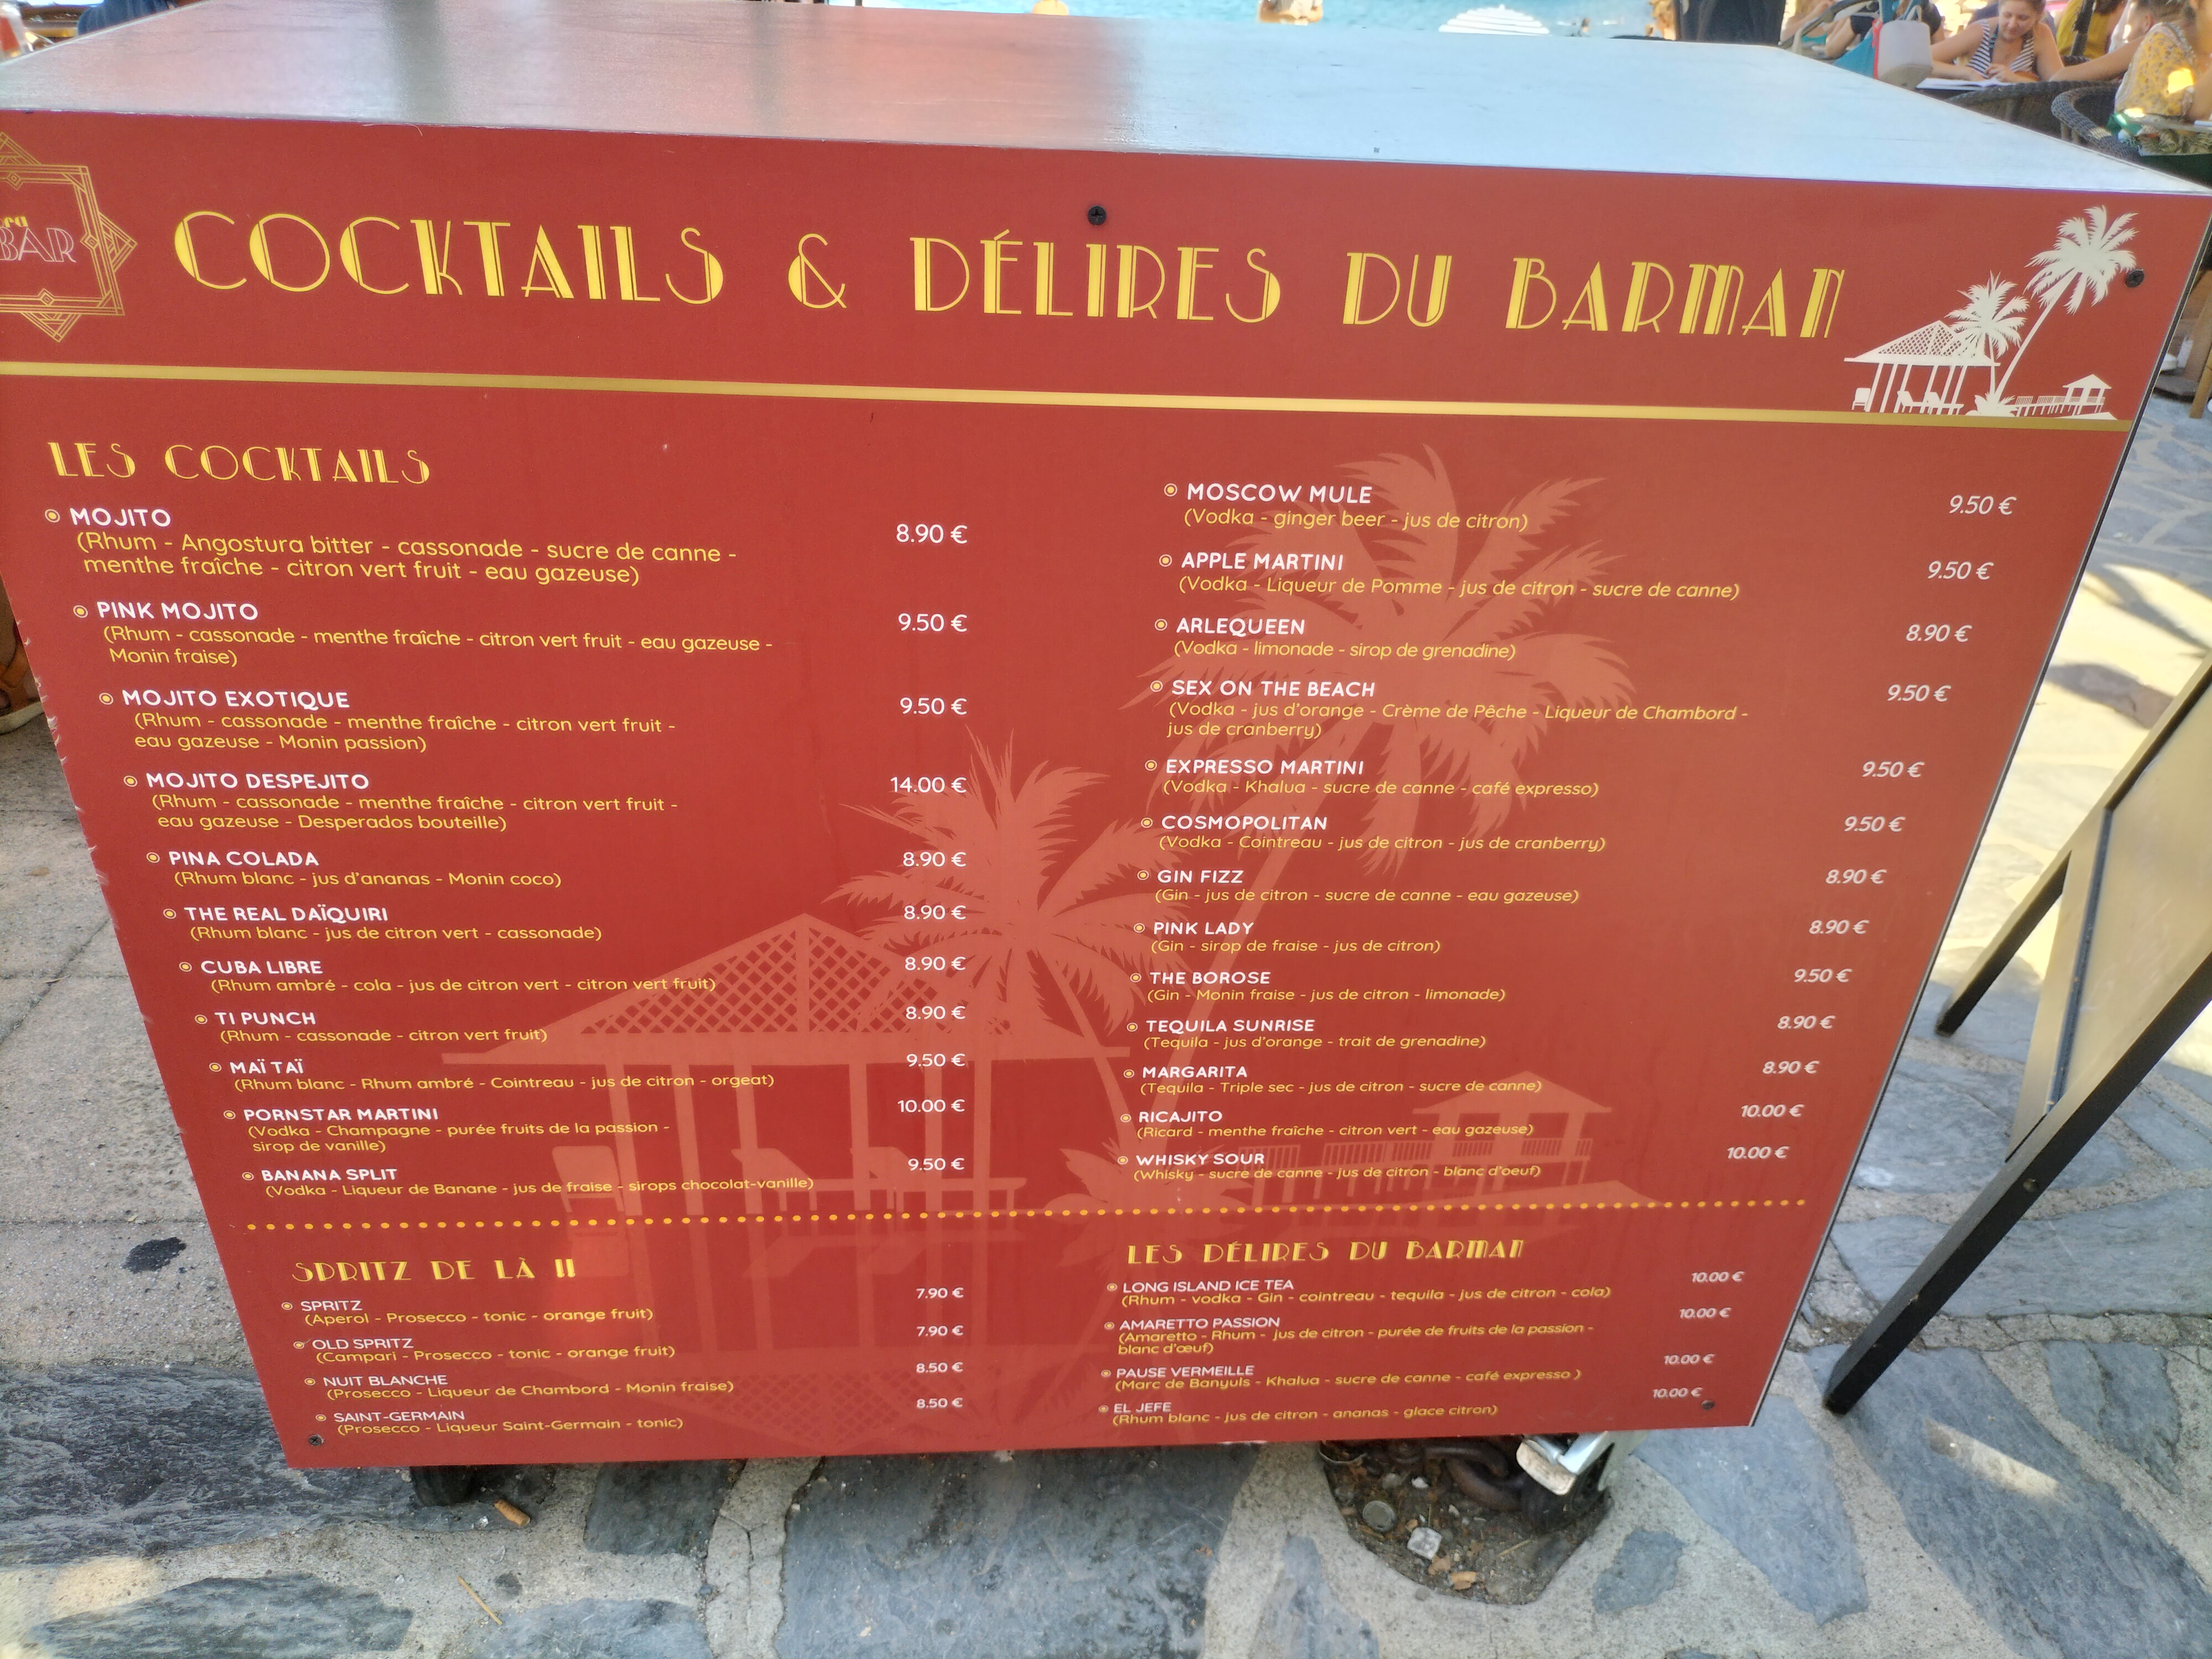 BAR
COCKTAILS & DÉLIRES DU BARMAN
LES COCKTAILS
MOJITO 8.90 €
(Rhum - Angostura bitter - cassonade - sucre de canne -
menthe fraîche - citron vert fruit - eau gazeuse)
PINK MOJITO 9.50 €
(Rhum - cassonade - menthe fraîche - citron vert fruit - eau gazeuse -
Monin fraise)
MOJITO EXOTIQUE 9.50 €
(Rhum - cassonade - menthe fraîche - citron vert fruit -
eau gazeuse - Monin passion)
MOJITO DESPEJITO 14.00 €
(Rhum - cassonade - menthe fraîche - citron vert fruit -
eau gazeuse - Desperados bouteille)
PINA COLADA 8.90 €
(Rhum blanc - jus d'ananas - Monin coco)
THE REAL DAÏQUIRI 8.90 €
(Rhum blanc - jus de citron vert - cassonade)
CUBA LIBRE 8.90 €
(Rhum ambré - cola - jus de citron vert - citron vert fruit)
TI PUNCH 8.90 €
(Rhum - cassonade - citron vert fruit)
MAÏ TAÏ 9.50 €
(Rhum blanc - Rhum ambré - Cointreau - jus de citron - orgeat)
PORNSTAR MARTINI 10.00 €
(Vodka - Champagne - purée fruits de la passion -
sirop de vanille)
BANANA SPLIT 9.50 €
(Vodka - Liqueur de Banane - jus de fraise - sirops chocolat-vanille)
MOSCOW MULE 9.50 €
(Vodka - ginger beer - jus de citron)
APPLE MARTINI 9.50 €
(Vodka - Liqueur de Pomme - jus de citron - sucre de canne)
ARLEQUEEN 8.90 €
(Vodka - limonade - sirop de grenadine)
SEX ON THE BEACH 9.50 €
(Vodka - jus d'orange - Crème de Pêche - Liqueur de Chambord -
jus de cranberry)
EXPRESSO MARTINI 9.50 €
(Vodka - Khalua - sucre de canne - café expresso)
COSMOPOLITAN 9.50 €
(Vodka - Cointreau - jus de citron - jus de cranberry)
GIN FIZZ 8.90 €
(Gin - jus de citron - sucre de canne - eau gazeuse)
PINK LADY 8.90 €
(Gin - sirop de fraise - jus de citron)
THE BOROSE 9.50 €
(Gin - Monin fraise - jus de citron - limonade)
TEQUILA SUNRISE 8.90 €
(Tequila - jus d'orange - trait de grenadine)
MARGARITA 8.90 €
(Tequila - Triple sec - jus de citron - sucre de canne)
RICAJITO 10.00 €
(Ricard - menthe fraîche - citron vert - eau gazeuse)
WHISKY SOUR 10.00 €
(Whisky - sucre de canne - jus de citron - blanc d'oeuf)
SPRITZ DE LÀ !!
SPRITZ 7.90 €
(Aperol - Prosecco - tonic - orange fruit)
OLD SPRITZ 7.90 €
(Campari - Prosecco - tonic - orange fruit)
NUIT BLANCHE 8.50 €
(Prosecco - Liqueur de Chambord - Monin fraise)
SAINT-GERMAIN 8.50 €
(Prosecco - Liqueur Saint-Germain - tonic)
LES DÉLIRES DU BARMAN
LONG ISLAND ICE TEA 10.00 €
(Rhum - vodka - Gin - cointreau - tequila - jus de citron - cola)
AMARETTO PASSION 10.00 €
(Amaretto - Rhum - jus de citron - purée de fruits de la passion -
blanc d'œuf)
PAUSE VERMEILLE 10.00 €
(Marc de Banyuls - Khalua - sucre de canne - café expresso )
EL JEFE 10.00 €
(Rhum blanc - jus de citron - ananas - glace citron)